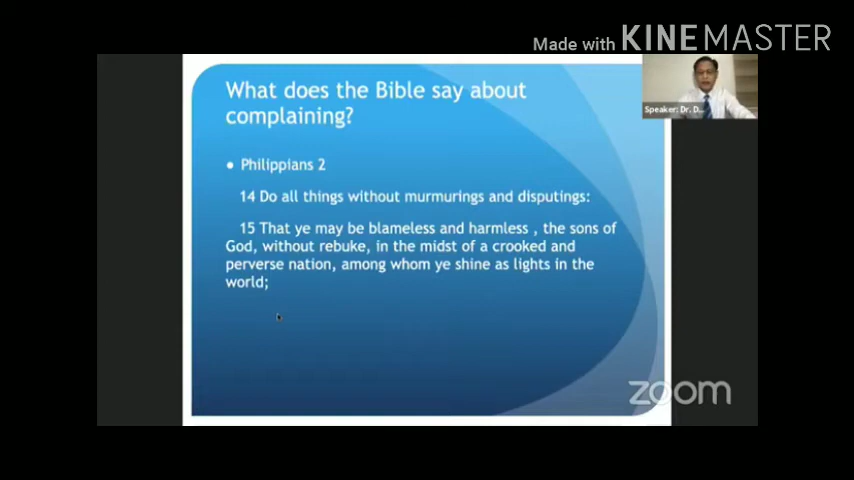 Made with KINEMASTER
What does the Bible say about
complaining?
Speaker: Dr. D...
• Philippians 2
14 Do all things without murmurings and disputings:
15 That ye may be blameless and harmless , the sons of
God, without rebuke, in the midst of a crooked and
perverse nation, among whom ye shine as lights in the
world;
zoom